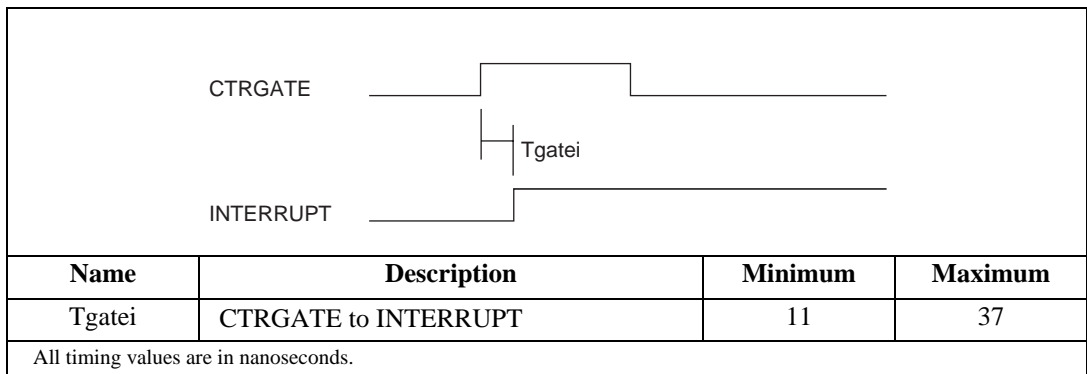 CTRGATE
Tgatei
INTERRUPT
Name Description Minimum Maximum
Tgatei CTRGATE to INTERRUPT 11 37
All timing values are in nanoseconds.